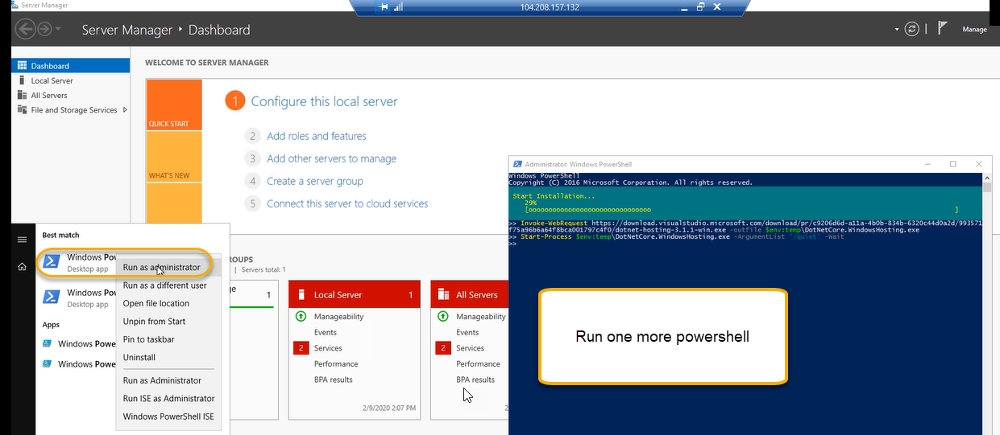 Server Manager
104.208.157.132
Server Manager • Dashboard
Manage
Dashboard
Local Server
All Servers
File and Storage Services
WELCOME TO SERVER MANAGER
QUICK START
WHAT'S NEW
1 Configure this local server
2 Add roles and features
3 Add other servers to manage
4 Create a server group
5 Connect this server to cloud services
Best match
Windows Pow
Desktop app
Windows Pow
Desktop app
Apps
Windows Powe
Windows Powe
Run as administrator
Run as a different user
Open file location
Unpin from Start
Pin to taskbar
Uninstall
Run as Administrator
Run ISE as Administrator
Windows PowerShell ISE
OUPS
| Servers total: 1
ge
1
Local Server 1
Manageability
Events
2 Services
Performance
BPA results
2/9/2020 2:07 PM
All Servers
Manageability
Events
2 Services
Performance
BPA results
2
Administrator: Windows PowerShell
Windows PowerShell
Copyright (C) 2016 Microsoft Corporation. All rights reserved.
Start Installation...
29%
[oooooooooooooooooooooooooooooooo ]
>> Invoke-WebRequest https://download.visualstudio.microsoft.com/download/pr/c9206d6d-a11a-4b0b-834b-6320c44d0a2d/993571
f75a96b6a64f8bca001797c4f0/dotnet-hosting-3.1.1-win.exe -outfile $env:temp\DotNetCore.WindowsHosting.exe
>> Start-Process $env:temp\DotNetCore.WindowsHosting.exe -ArgumentList '/quiet' -Wait
>>
Run one more powershell